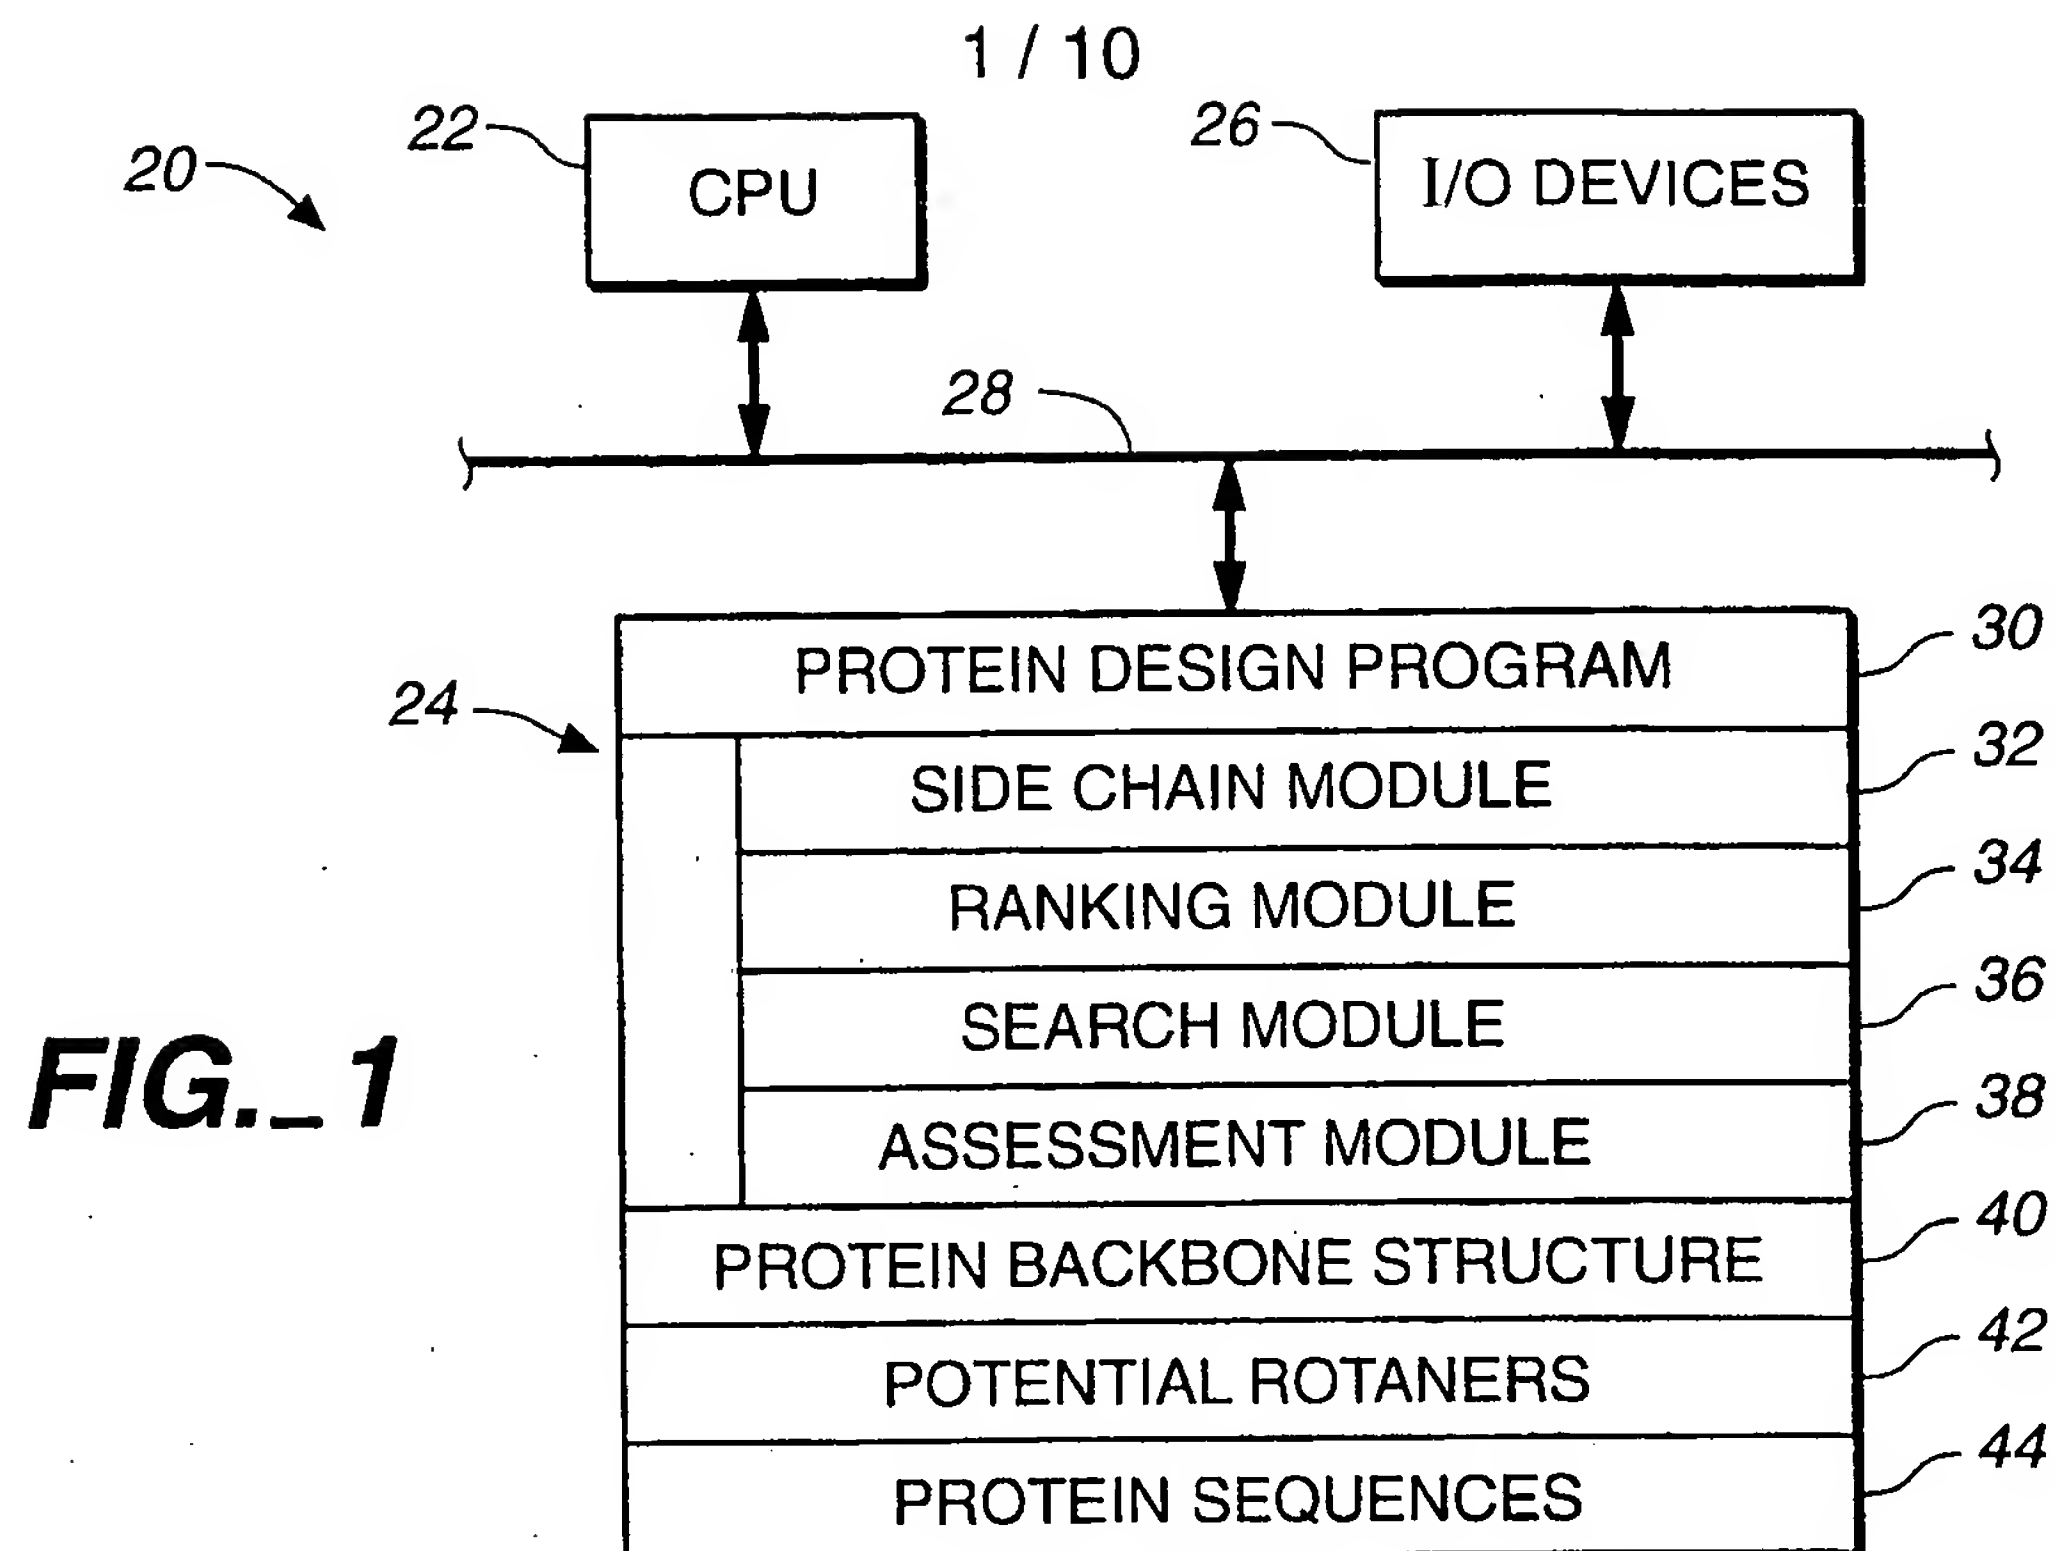 1 / 10
20
22
CPU
26
I/O DEVICES
28
24
PROTEIN DESIGN PROGRAM
30
SIDE CHAIN MODULE
32
RANKING MODULE
34
SEARCH MODULE
36
ASSESSMENT MODULE
38
PROTEIN BACKBONE STRUCTURE
40
POTENTIAL ROTANERS
42
PROTEIN SEQUENCES
44
FIG._1